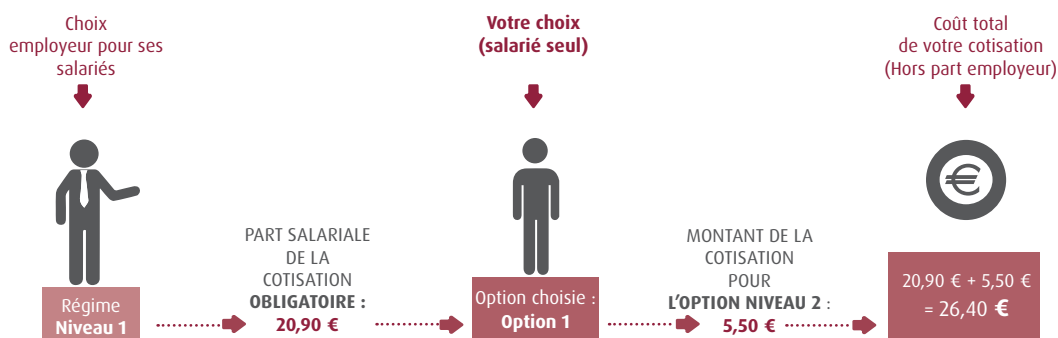 Choix
employeur pour ses
salariés
Votre choix
(salarié seul)
Coût total
de votre cotisation
(Hors part employeur)
€
Régime
Niveau 1
PART SALARIALE
DE LA
COTISATION
OBLIGATOIRE :
20,90 €
Option choisie :
Option 1
MONTANT DE LA
COTISATION
POUR
L'OPTION NIVEAU 2 :
5,50 €
20,90 € + 5,50 €
= 26,40 €